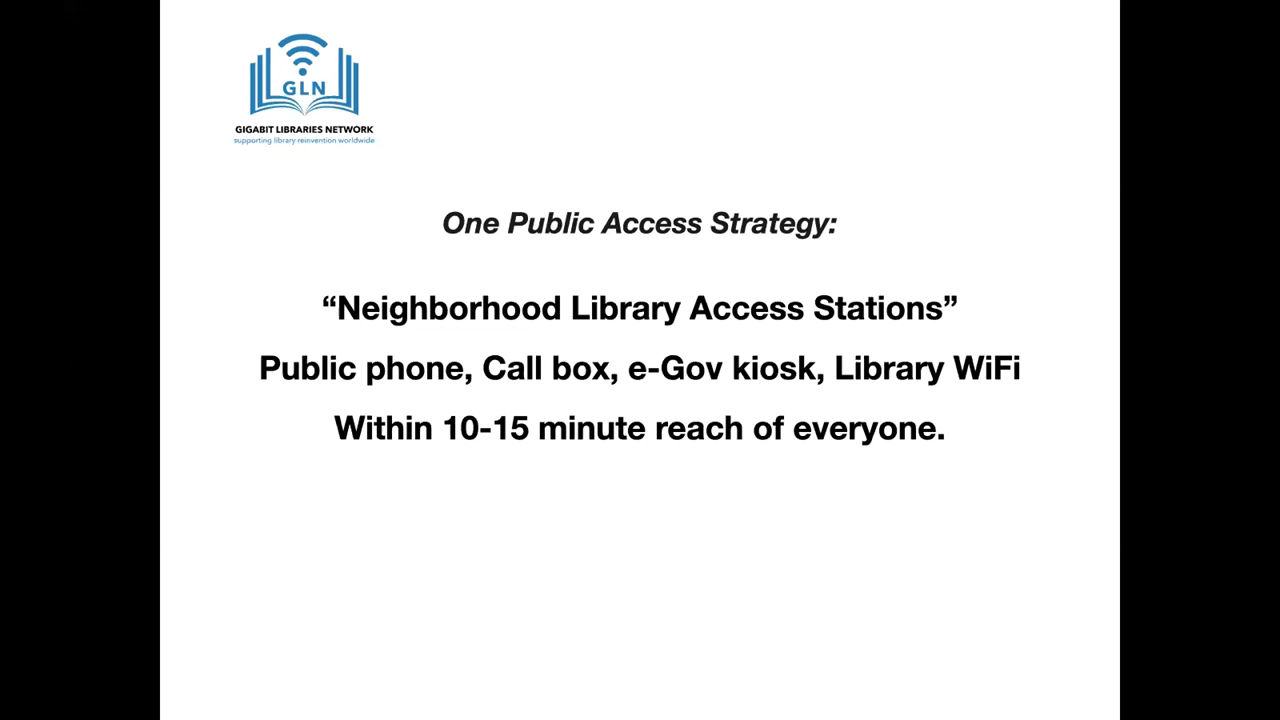 GLN
GIGABIT LIBRARIES NETWORK
supporting library reinvention worldwide
One Public Access Strategy:
“Neighborhood Library Access Stations”
Public phone, Call box, e-Gov kiosk, Library WiFi
Within 10-15 minute reach of everyone.